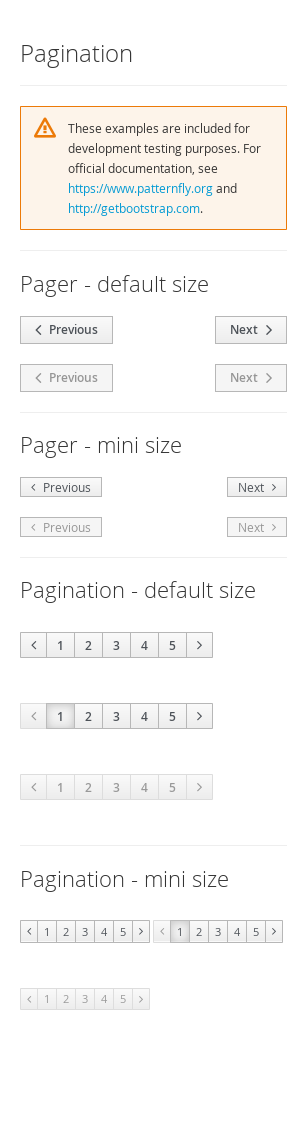 Pagination
These examples are included for
development testing purposes. For
official documentation, see
https://www.patternfly.org and
http://getbootstrap.com.
Pager - default size
Previous Next
Previous Next
Pager - mini size
Previous Next
Previous Next
Pagination - default size
1 2 3 4 5
1 2 3 4 5
1 2 3 4 5
Pagination - mini size
1 2 3 4 5 1 2 3 4 5
1 2 3 4 5